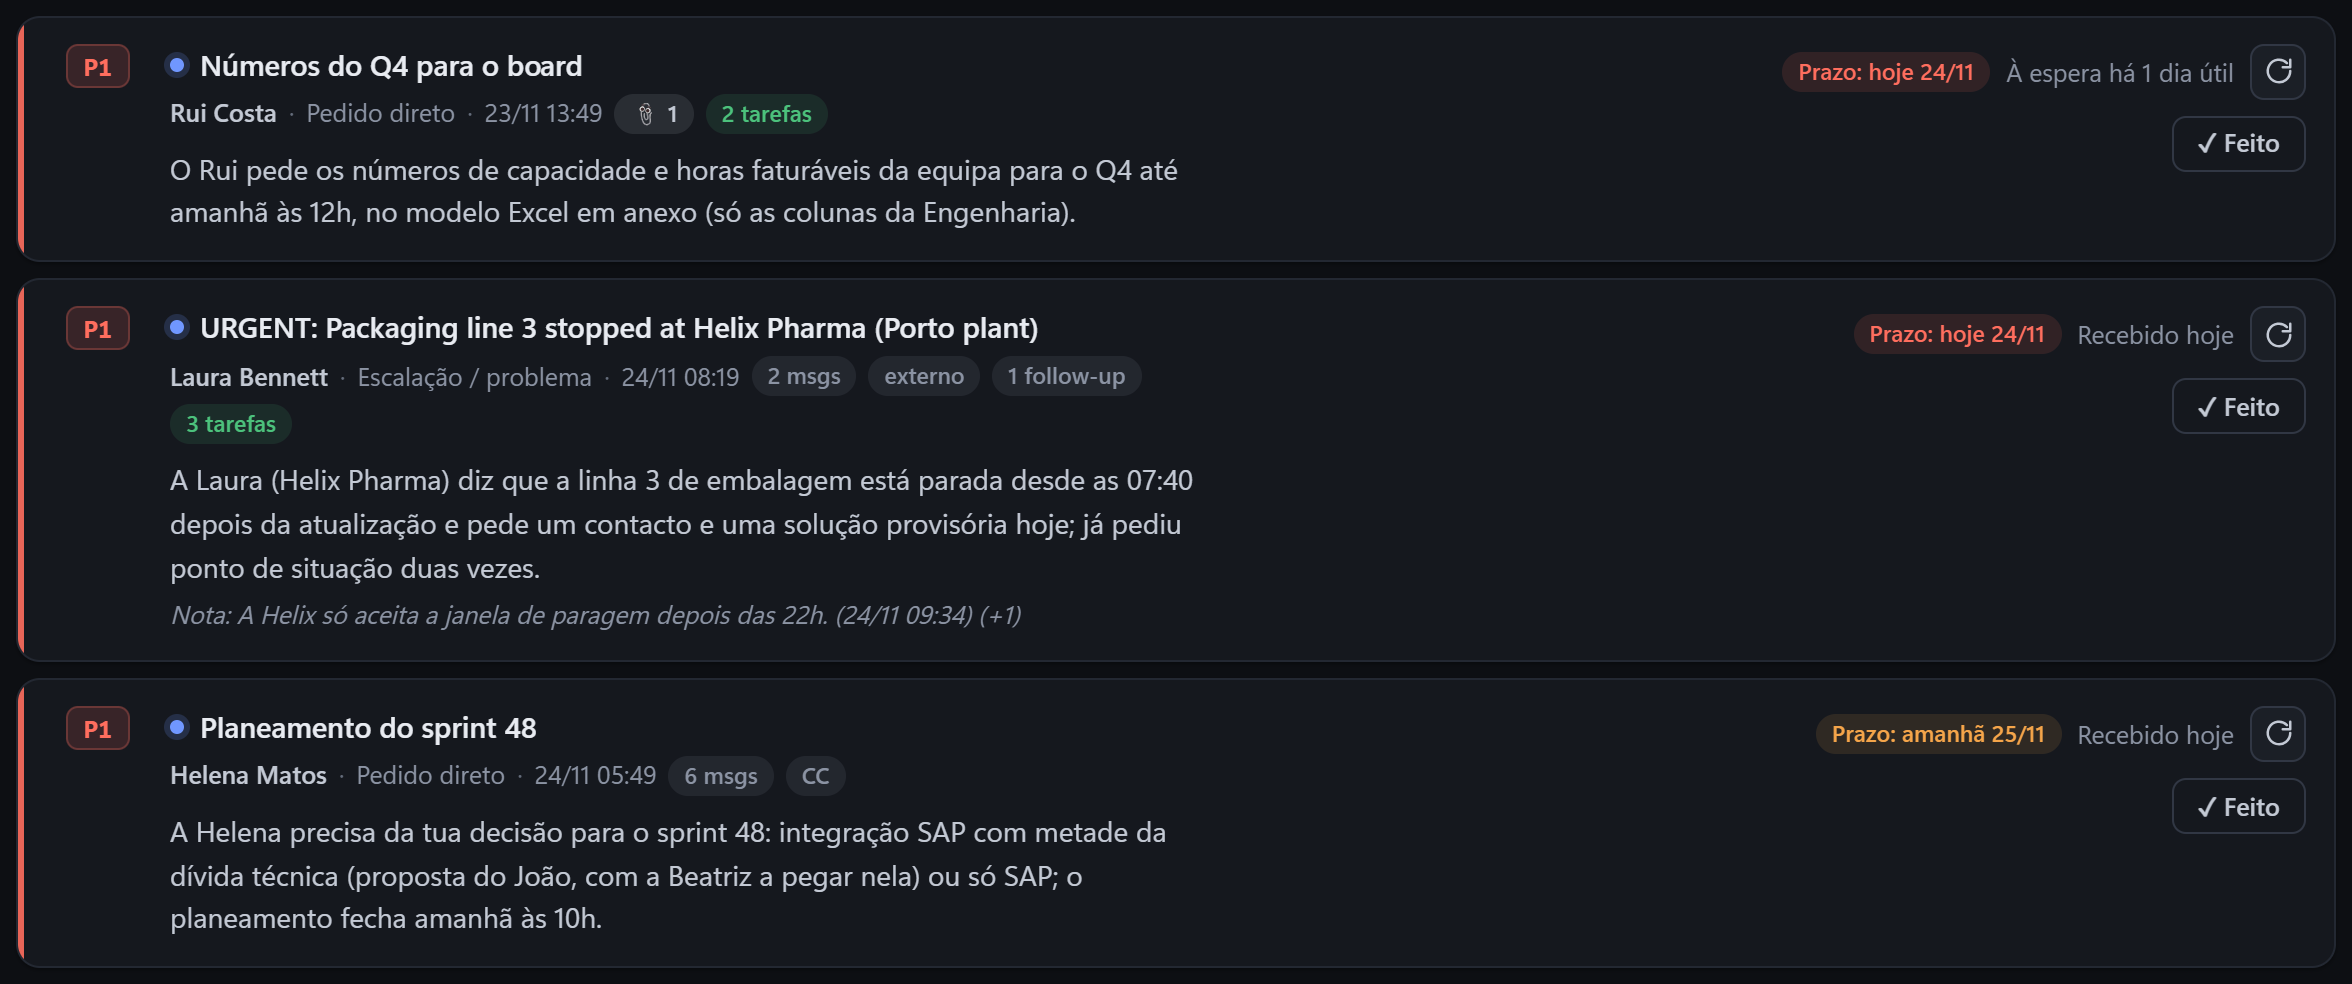 P1
Números do Q4 para o board
Prazo: hoje 24/11
À espera há 1 dia útil
Rui Costa · Pedido direto · 23/11 13:49
1
2 tarefas
✓ Feito
O Rui pede os números de capacidade e horas faturáveis da equipa para o Q4 até
amanhã às 12h, no modelo Excel em anexo (só as colunas da Engenharia).
P1
URGENT: Packaging line 3 stopped at Helix Pharma (Porto plant)
Prazo: hoje 24/11
Recebido hoje
Laura Bennett · Escalação / problema · 24/11 08:19
2 msgs
externo
1 follow-up
3 tarefas
✓ Feito
A Laura (Helix Pharma) diz que a linha 3 de embalagem está parada desde as 07:40
depois da atualização e pede um contacto e uma solução provisória hoje; já pediu
ponto de situação duas vezes.
Nota: A Helix só aceita a janela de paragem depois das 22h. (24/11 09:34) (+1)
P1
Planeamento do sprint 48
Prazo: amanhã 25/11
Recebido hoje
Helena Matos · Pedido direto · 24/11 05:49
6 msgs
CC
✓ Feito
A Helena precisa da tua decisão para o sprint 48: integração SAP com metade da
dívida técnica (proposta do João, com a Beatriz a pegar nela) ou só SAP; o
planeamento fecha amanhã às 10h.